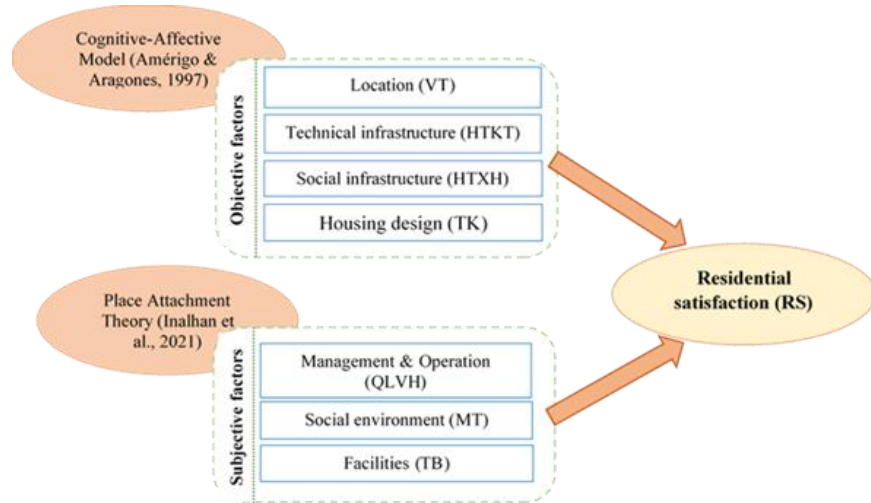 Cognitive-Affective
Model (Amérigo &
Aragones, 1997)
Objective factors
Location (VT)
Technical infrastructure (HTKT)
Social infrastructure (HTXH)
Housing design (TK)
Residential
satisfaction (RS)
Place Attachment
Theory (Inalhan et
al., 2021)
Subjective factors
Management & Operation
(QLVH)
Social environment (MT)
Facilities (TB)